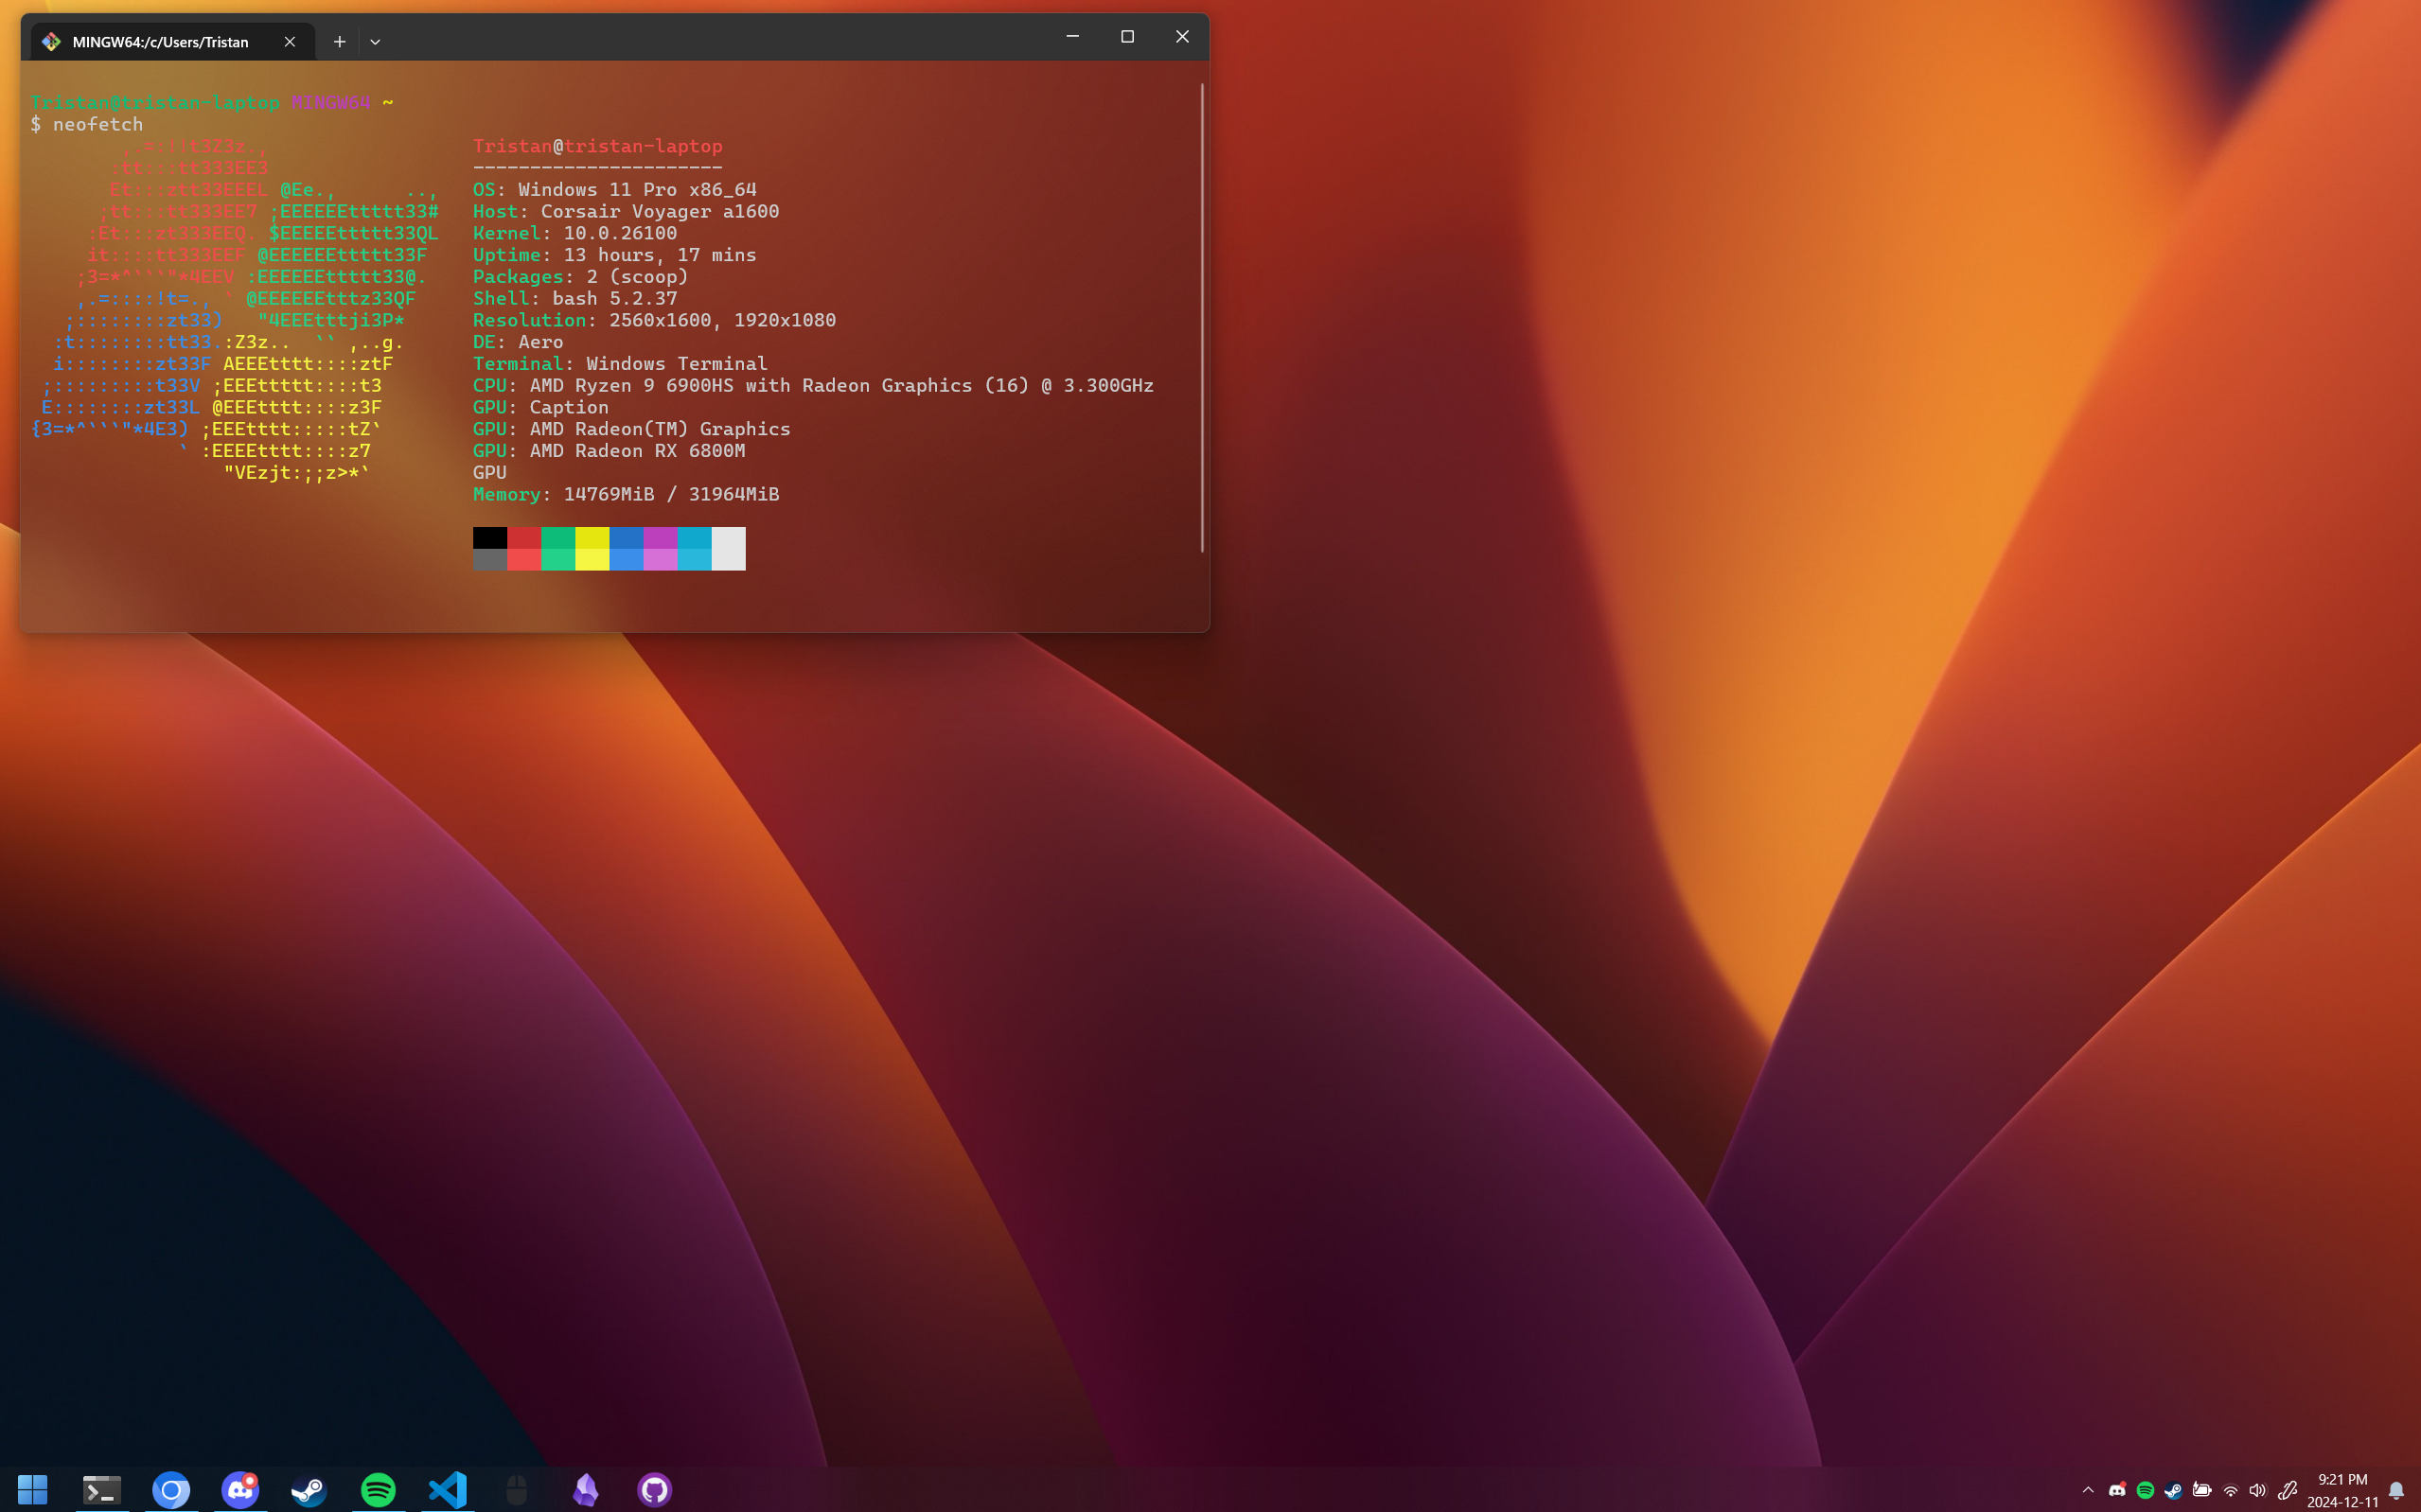 MINGW64:/c/Users/Tristan
Tristan@tristan-laptop MINGW64 ~
$ neofetch
        ,.=:!!t3Z3z.,                  Tristan@tristan-laptop
       :tt:::tt333EE3                  ----------------------
       Et:::ztt33EEEL @Ee.,      ..,   OS: Windows 11 Pro x86_64
      ;tt:::tt333EE7 ;EEEEEEttttt33#   Host: Corsair Voyager a1600
     :Et:::zt333EEQ. $EEEEEttttt33QL   Kernel: 10.0.26100
     it::::tt333EEF @EEEEEEttttt33F    Uptime: 13 hours, 17 mins
    ;3=*^```"*4EEV :EEEEEEttttt33@.    Packages: 2 (scoop)
    ,.=::::!t=., ` @EEEEEEtttz33QF     Shell: bash 5.2.37
   ;::::::::zt33)   "4EEEtttji3P*      Resolution: 2560x1600, 1920x1080
  :t::::::::tt33.:Z3z..  `` ,..g.      DE: Aero
  i::::::::zt33F AEEEtttt::::ztF       Terminal: Windows Terminal
 ;:::::::::t33V ;EEEttttt::::t3        CPU: AMD Ryzen 9 6900HS with Radeon Graphics (16) @ 3.300GHz
 E::::::::zt33L @EEEtttt::::z3F        GPU: Caption
{3=*^```"*4E3) ;EEEtttt:::::tZ`        GPU: AMD Radeon(TM) Graphics
             ` :EEEEtttt::::z7         GPU: AMD Radeon RX 6800M
                 "VEzjt:;;z>*`         GPU
                                       Memory: 14769MiB / 31964MiB
9:21 PM
2024-12-11